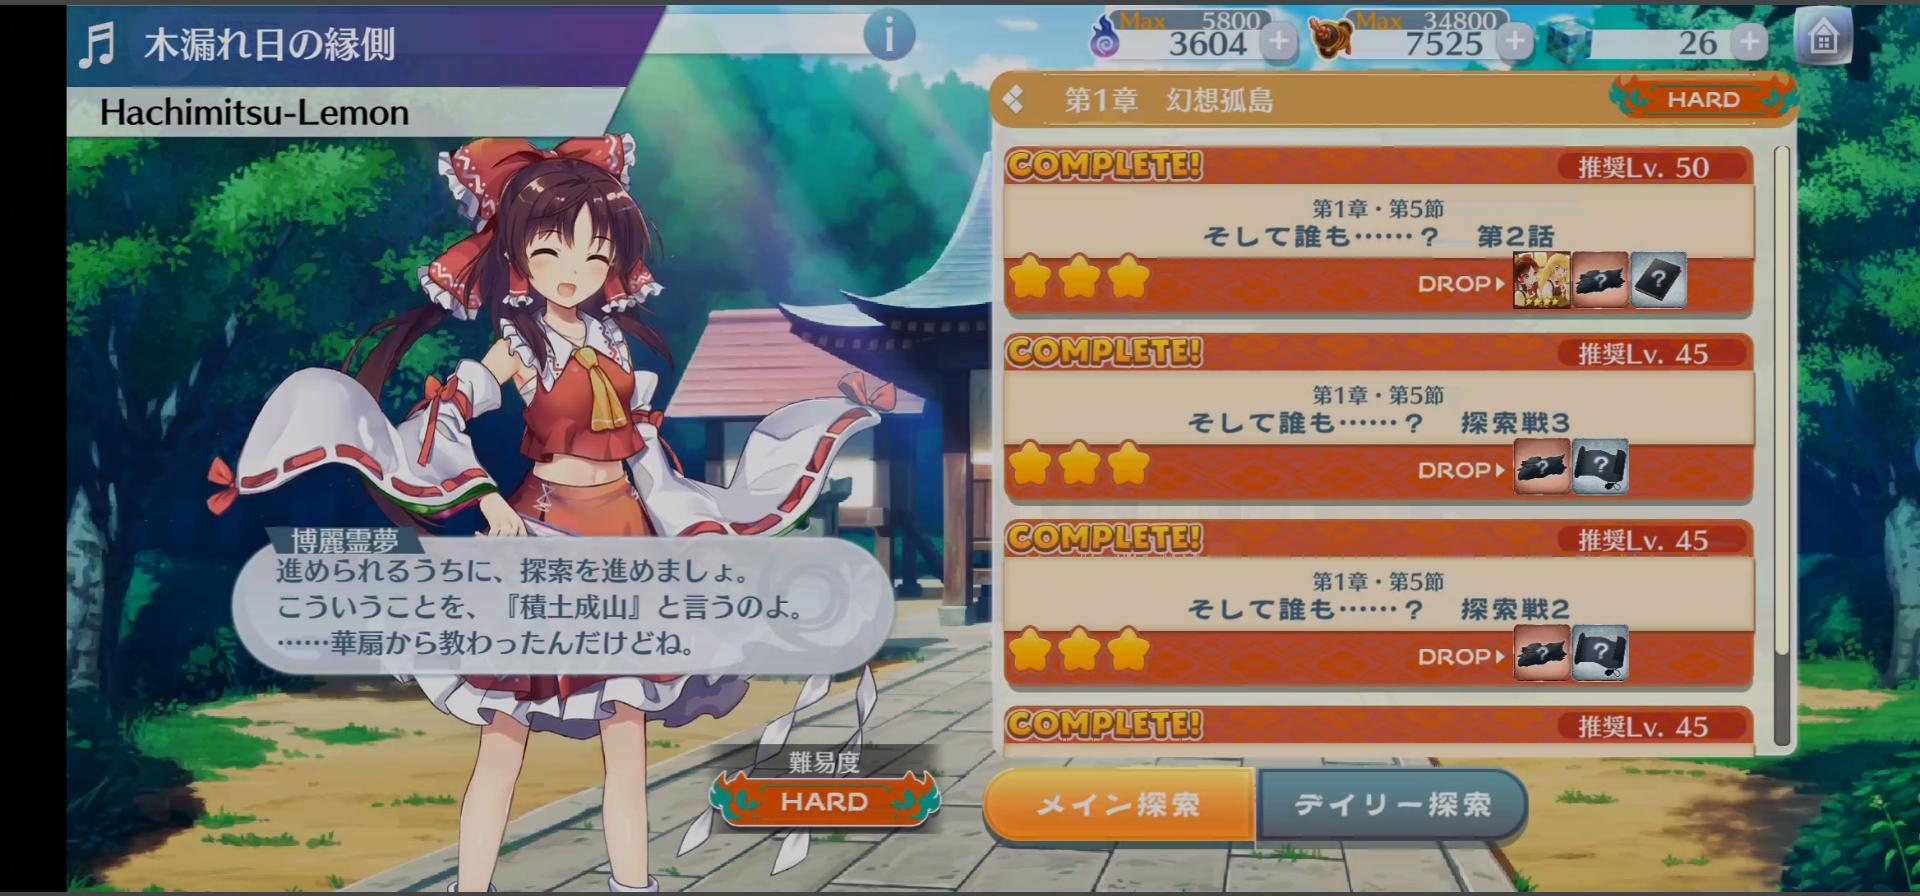 木漏れ日の縁側
Hachimitsu-Lemon
i
Max 5800
3604
Max 34800
7525
26
第1章 幻想孤島
HARD
COMPLETE!
推奨Lv. 50
第1章・第5節
そして誰も……？ 第2話
DROP
?
?
COMPLETE!
推奨Lv. 45
第1章・第5節
そして誰も……？ 探索戦3
DROP
?
?
COMPLETE!
推奨Lv. 45
第1章・第5節
そして誰も……？ 探索戦2
DROP
?
?
COMPLETE!
推奨Lv. 45
博麗霊夢
進められるうちに、探索を進めましょ。
こういうことを、『積土成山』と言うのよ。
……華扇から教わったんだけどね。
難易度
HARD
メイン探索
デイリー探索